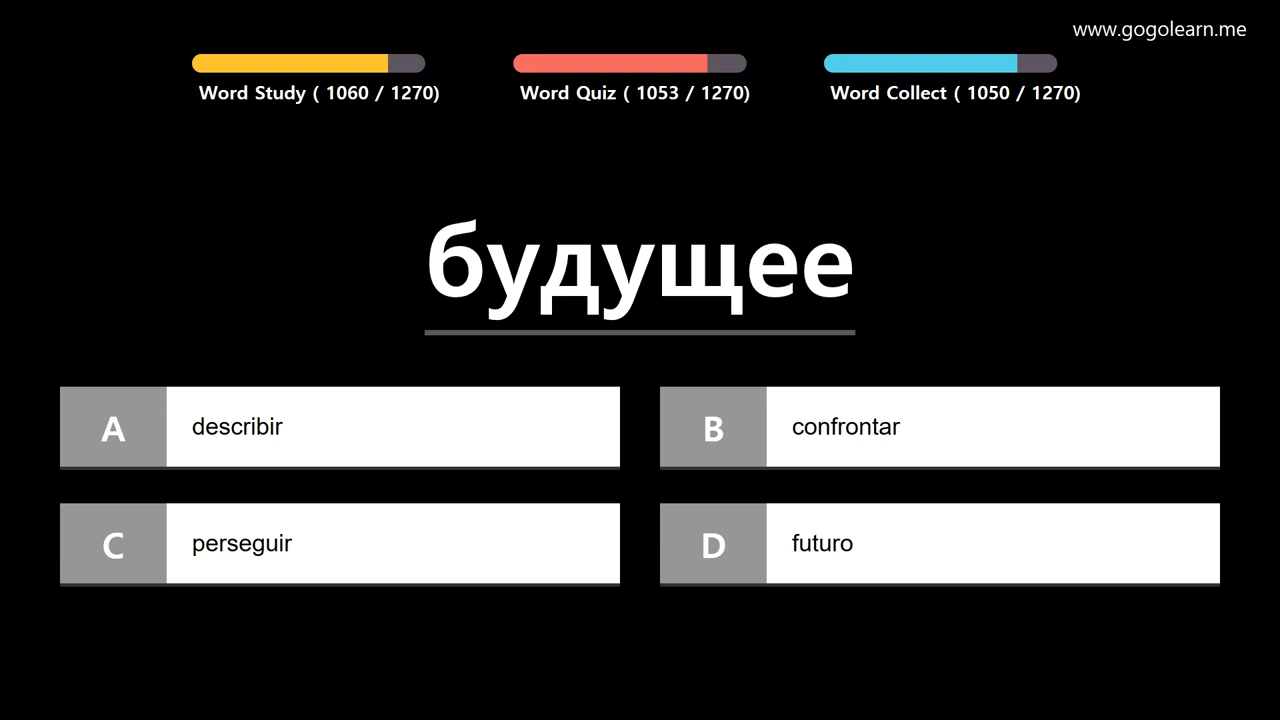 www.gogolearn.me
Word Study ( 1060 / 1270)
Word Quiz ( 1053 / 1270)
Word Collect ( 1050 / 1270)
будущее
A describir
B confrontar
C perseguir
D futuro